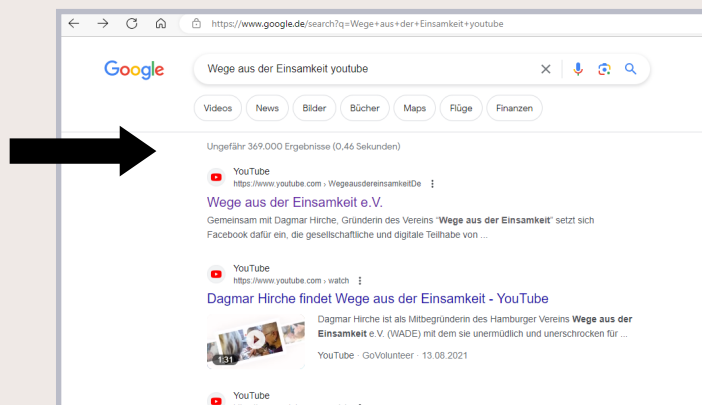 https://www.google.de/search?q=Wege+aus+der+Einsamkeit+youtube
Google
Wege aus der Einsamkeit youtube
Videos News Bilder Bücher Maps Flüge Finanzen
Ungefähr 369.000 Ergebnisse (0,46 Sekunden)
YouTube
https://www.youtube.com › WegeausdereinsamkeitDe
Wege aus der Einsamkeit e.V.
Gemeinsam mit Dagmar Hirche, Gründerin des Vereins "Wege aus der Einsamkeit" setzt sich
Facebook dafür ein, die gesellschaftliche und digitale Teilhabe von ...
YouTube
https://www.youtube.com › watch
Dagmar Hirche findet Wege aus der Einsamkeit - YouTube
Dagmar Hirche ist als Mitbegründerin des Hamburger Vereins Wege aus der
Einsamkeit e.V. (WADE) mit dem sie unermüdlich und unerschrocken für ...
1:31
YouTube · GoVolunteer · 13.08.2021
YouTube